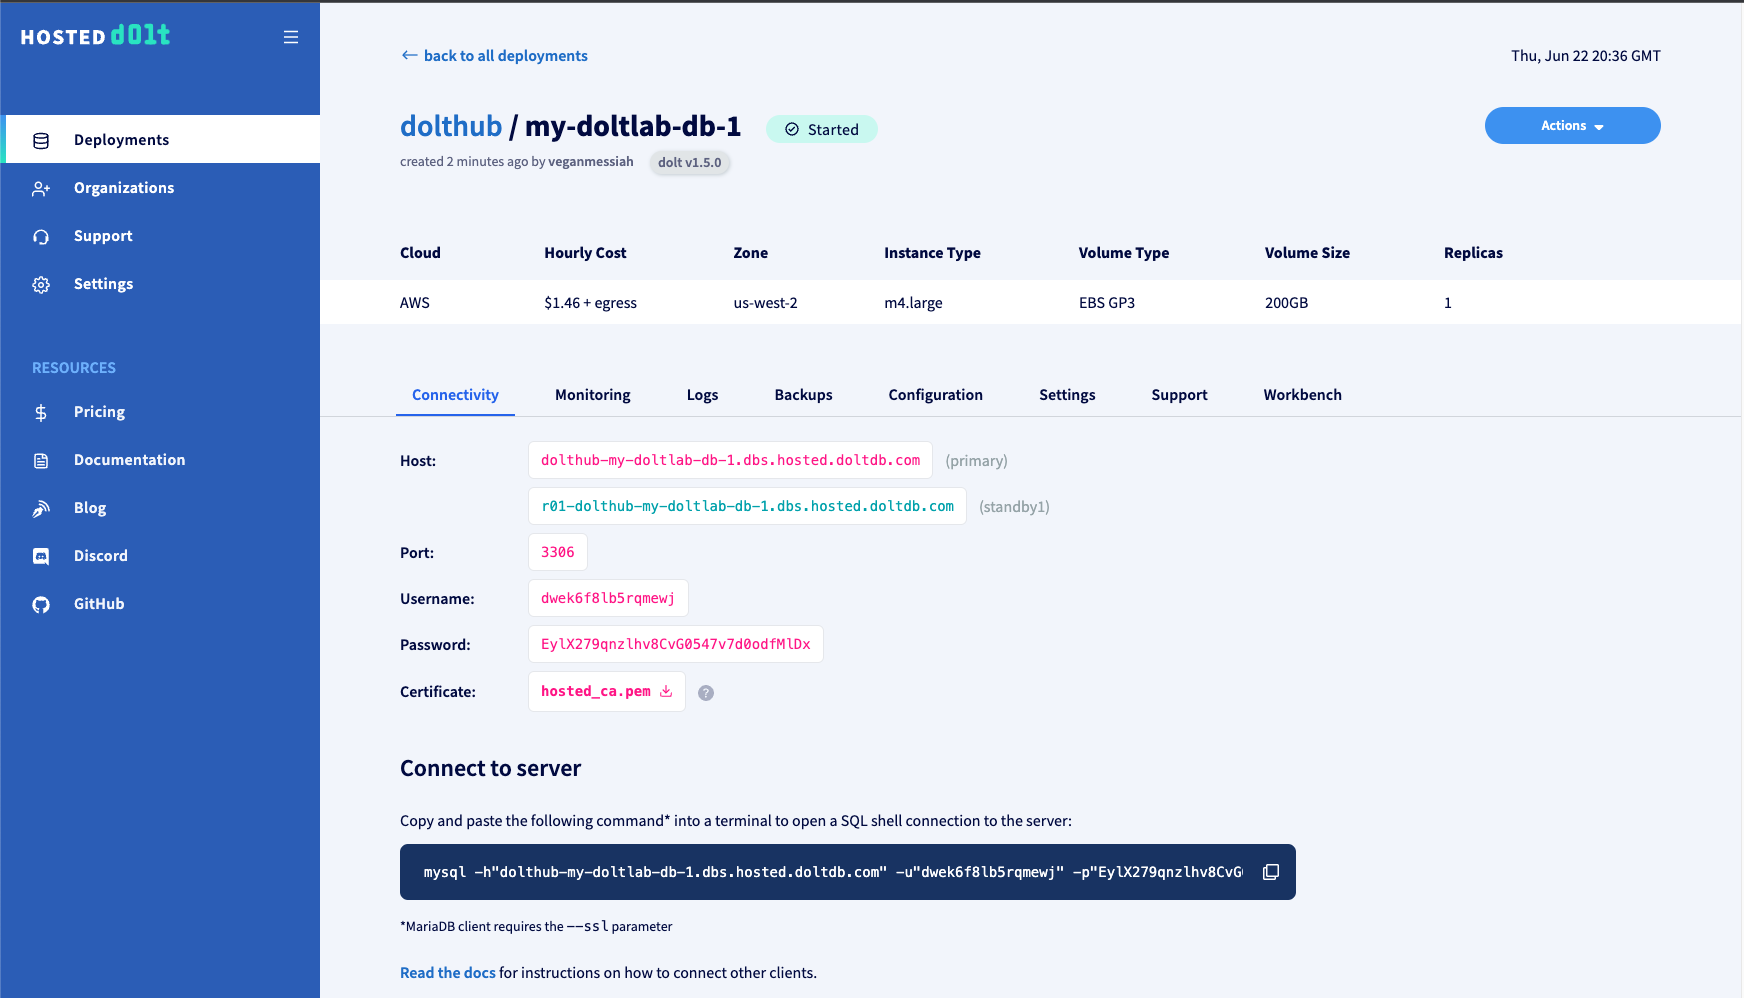 HOSTED dolt
Deployments
Organizations
Support
Settings
RESOURCES
Pricing
Documentation
Blog
Discord
GitHub
← back to all deployments
Thu, Jun 22 20:36 GMT
dolthub / my-doltlab-db-1 Started
Actions
created 2 minutes ago by veganmessiah dolt v1.5.0
Cloud Hourly Cost Zone Instance Type Volume Type Volume Size Replicas
AWS $1.46 + egress us-west-2 m4.large EBS GP3 200GB 1
Connectivity Monitoring Logs Backups Configuration Settings Support Workbench
Host: dolthub-my-doltlab-db-1.dbs.hosted.doltdb.com (primary)
r01-dolthub-my-doltlab-db-1.dbs.hosted.doltdb.com (standby1)
Port: 3306
Username: dwek6f8lb5rqmewj
Password: EylX279qnzlhv8CvG0547v7d0odfMlDx
Certificate: hosted_ca.pem ?
Connect to server
Copy and paste the following command* into a terminal to open a SQL shell connection to the server:
mysql -h"dolthub-my-doltlab-db-1.dbs.hosted.doltdb.com" -u"dwek6f8lb5rqmewj" -p"EylX279qnzlhv8CvG
*MariaDB client requires the --ssl parameter
Read the docs for instructions on how to connect other clients.